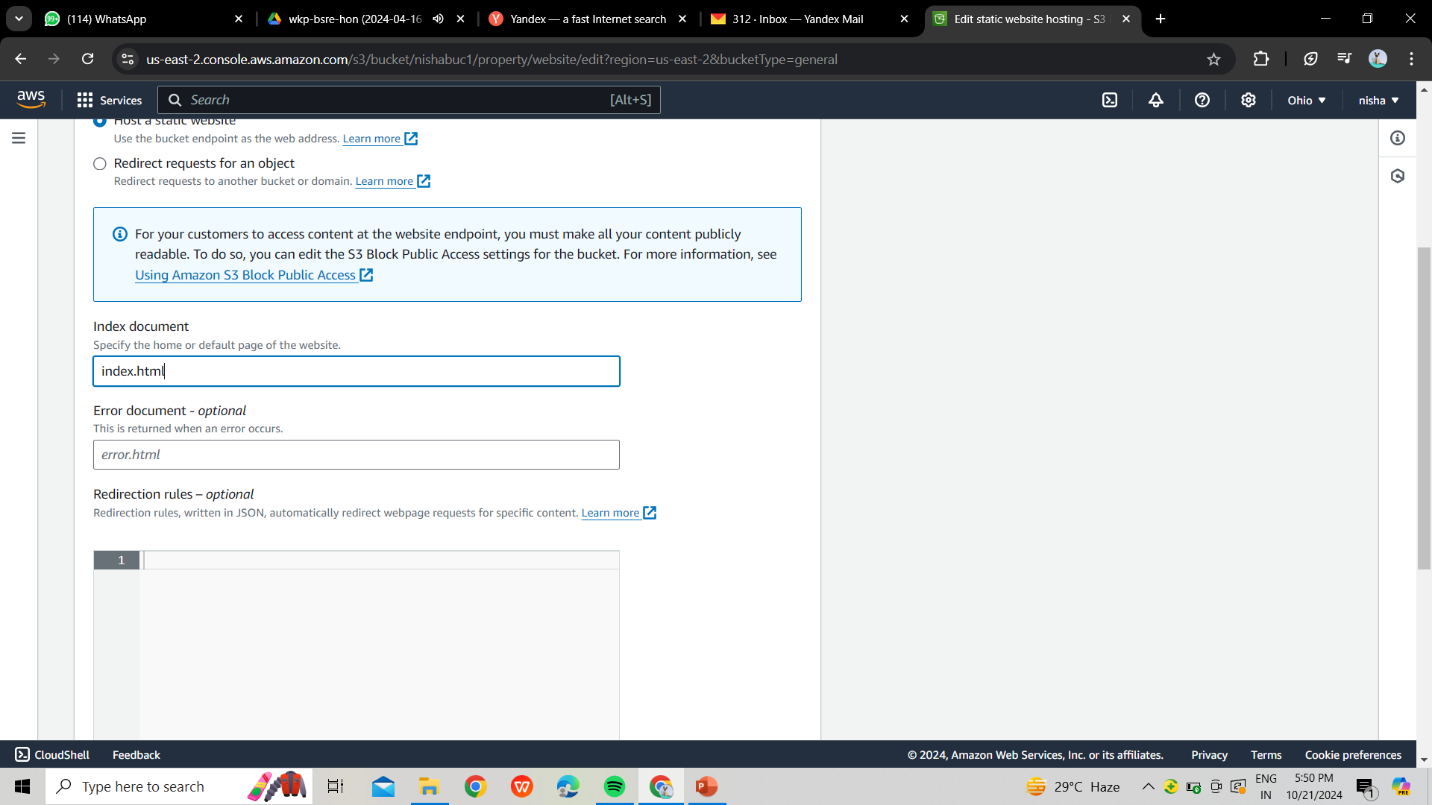 (114) WhatsApp
wkp-bsre-hon (2024-04-16
Yandex — a fast Internet search
312 · Inbox — Yandex Mail
Edit static website hosting - S3
us-east-2.console.aws.amazon.com/s3/bucket/nishabuc1/property/website/edit?region=us-east-2&bucketType=general
aws
Services
Search
[Alt+S]
Ohio
nisha
Host a static website
Use the bucket endpoint as the web address. Learn more
Redirect requests for an object
Redirect requests to another bucket or domain. Learn more
For your customers to access content at the website endpoint, you must make all your content publicly
readable. To do so, you can edit the S3 Block Public Access settings for the bucket. For more information, see
Using Amazon S3 Block Public Access
Index document
Specify the home or default page of the website.
index.html
Error document - optional
This is returned when an error occurs.
error.html
Redirection rules – optional
Redirection rules, written in JSON, automatically redirect webpage requests for specific content. Learn more
1
CloudShell
Feedback
© 2024, Amazon Web Services, Inc. or its affiliates.
Privacy
Terms
Cookie preferences
Type here to search
29°C Haze
ENG
IN
5:50 PM
10/21/2024
1
PRE